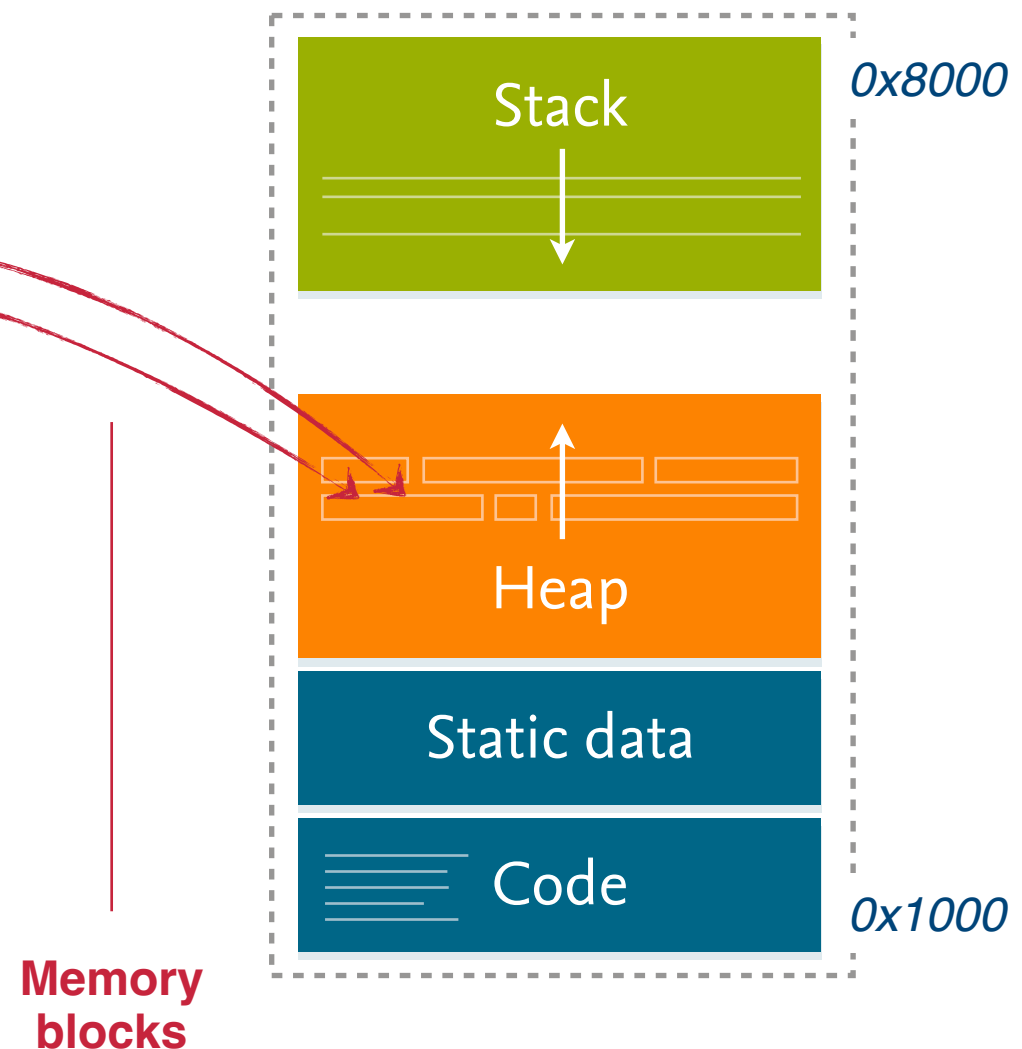 Stack
0x8000
Heap
Static data
Code
0x1000
Memory
blocks